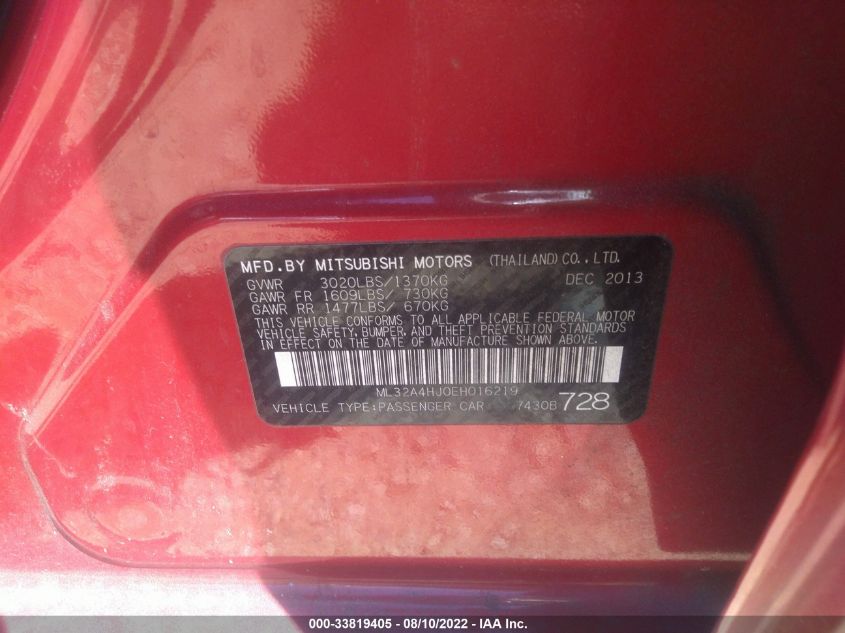 MFD.BY MITSUBISHI MOTORS (THAILAND)CO.,LTD.
GVWR 3020LBS/1370KG DEC 2013
GAWR FR 1609LBS/ 730KG
GAWR RR 1477LBS/ 670KG
THIS VEHICLE CONFORMS TO ALL APPLICABLE FEDERAL MOTOR
VEHICLE SAFETY, BUMPER, AND THEFT PREVENTION STANDARDS
IN EFFECT ON THE DATE OF MANUFACTURE SHOWN ABOVE.
ML32A4HJ0EH016219
VEHICLE TYPE:PASSENGER CAR 7430B 728
000-33819405 - 08/10/2022 - IAA Inc.